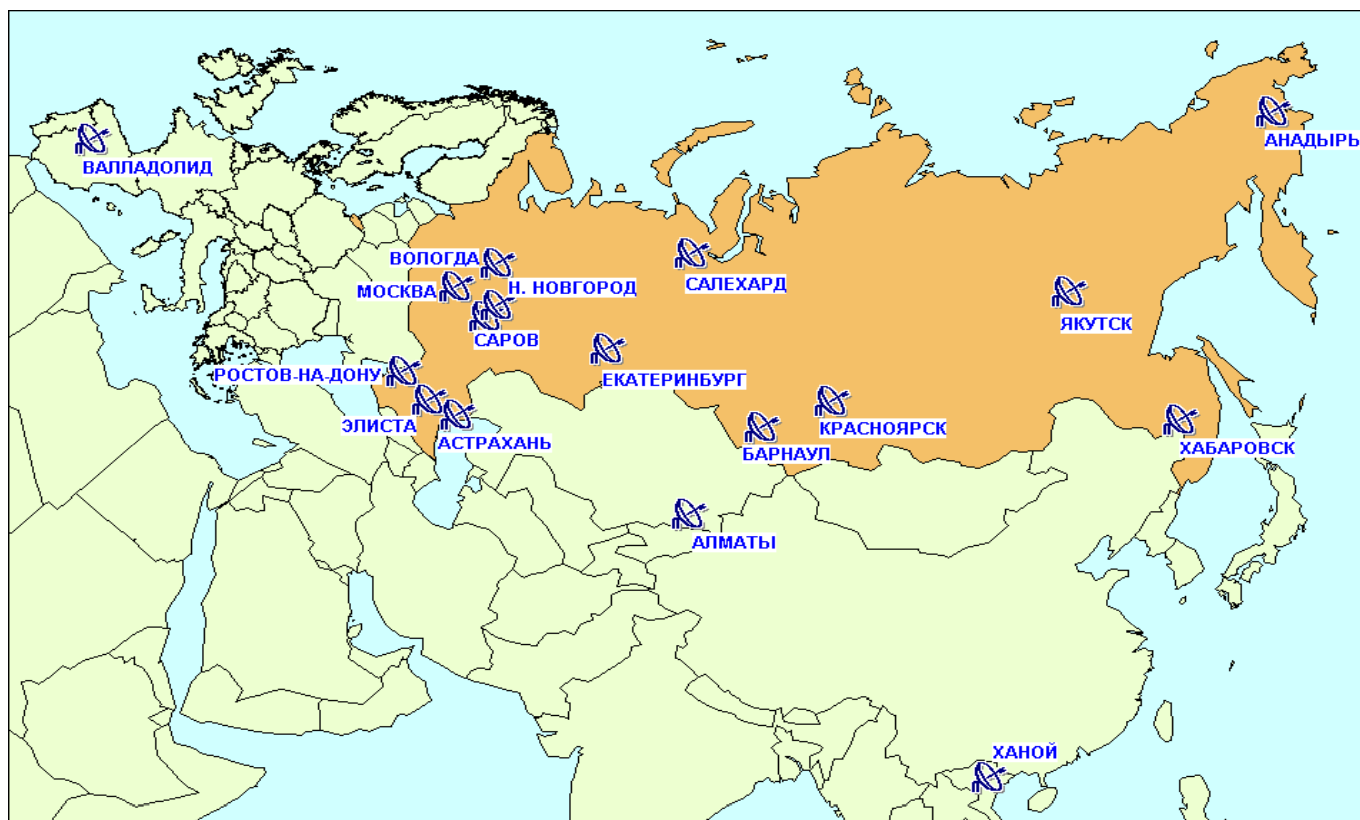 АНАДЫРЬ
ВАЛЛАДОЛИД
ВОЛОГДА
САЛЕХАРД
МОСКВА
Н. НОВГОРОД
ЯКУТСК
САРОВ
РОСТОВ-НА-ДОНУ
ЕКАТЕРИНБУРГ
ЭЛИСТА
АСТРАХАНЬ
КРАСНОЯРСК
БАРНАУЛ
ХАБАРОВСК
АЛМАТЫ
ХАНОЙ